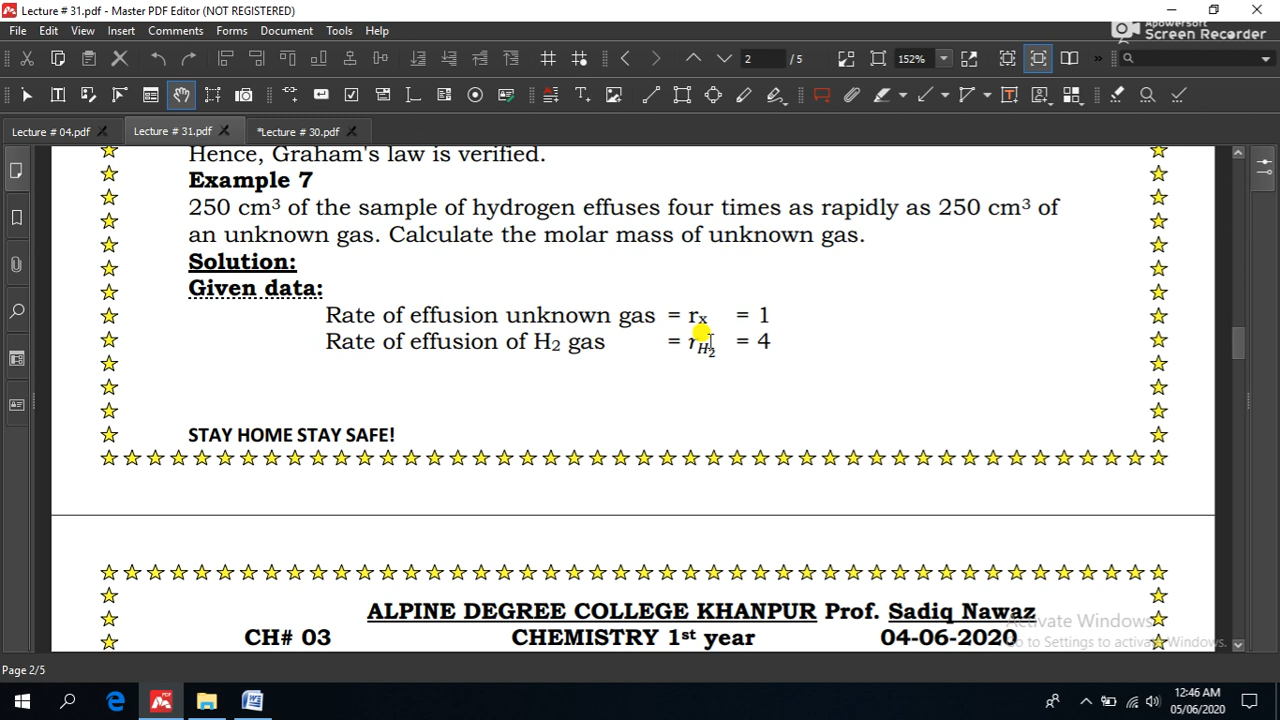 Lecture # 31.pdf - Master PDF Editor (NOT REGISTERED)
File Edit View Insert Comments Forms Document Tools Help
Apowersoft
Screen Recorder
2 / 5 152%
Lecture # 04.pdf Lecture # 31.pdf *Lecture # 30.pdf
Hence, Graham's law is verified.
Example 7
250 cm³ of the sample of hydrogen effuses four times as rapidly as 250 cm³ of
an unknown gas. Calculate the molar mass of unknown gas.
Solution:
Given data:
Rate of effusion unknown gas = rₓ = 1
Rate of effusion of H₂ gas = r_H₂ = 4
STAY HOME STAY SAFE!
ALPINE DEGREE COLLEGE KHANPUR Prof. Sadiq Nawaz
CH# 03 CHEMISTRY 1ˢᵗ year 04-06-2020
Activate Windows
Go to Settings to activate Windows.
Page 2/5
12:46 AM
05/06/2020